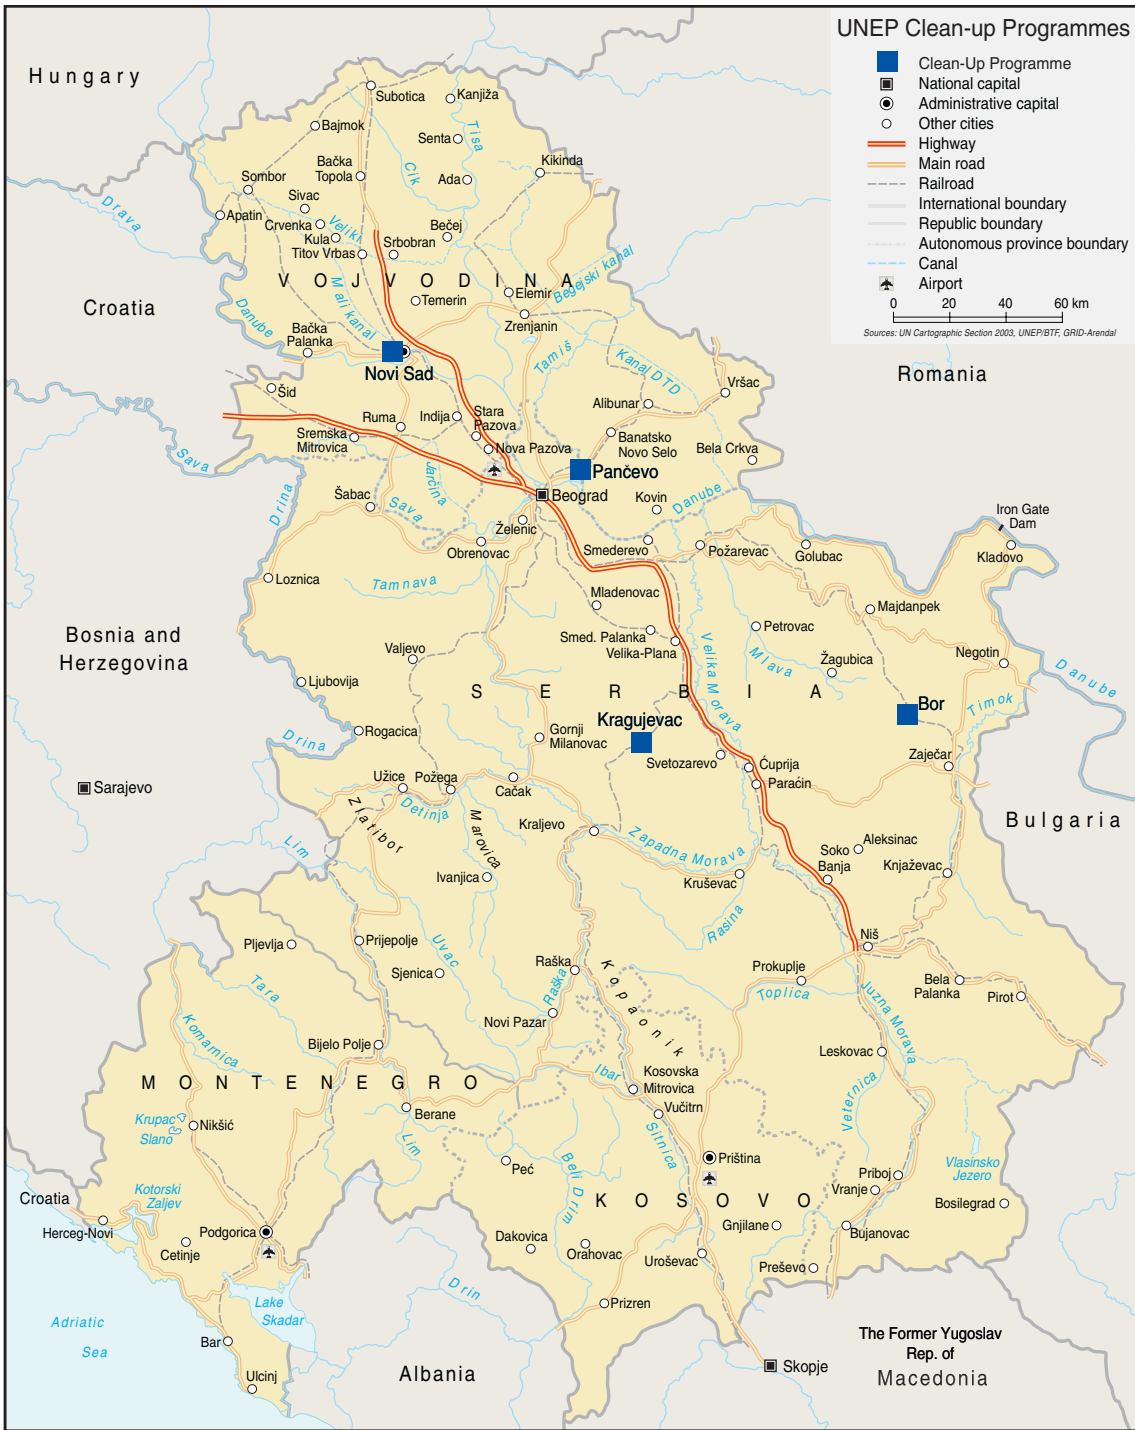 UNEP Clean-up Programmes
Clean-Up Programme
National capital
Administrative capital
Other cities
Highway
Main road
Railroad
International boundary
Republic boundary
Autonomous province boundary
Canal
Airport
0 20 40 60 km
Sources: UN Cartographic Section 2003, UNEP/BTF, GRID-Arendal
Hungary
Subotica
Kanjiža
Bajmok
Senta
Tisa
Bačka
Topola
Cik
Ada
Kikinda
Sombor
Sivac
Apatin
Crvenka
Veliki
Kula
Bečej
Titov Vrbas
Srbobran
Drava
VOJVODINA
Begejski kanal
Mali kanal
Temerin
Elemir
Zrenjanin
Croatia
Danube
Bačka
Palanka
Novi Sad
Tamiš
Kanal DTD
Romania
Vršac
Šid
Alibunar
Ruma
Indija
Stara
Pazova
Sremska
Mitrovica
Nova Pazova
Banatsko
Novo Selo
Bela Crkva
Sava
Jarčina
Pančevo
Drina
Šabac
Sava
Beograd
Kovin
Danube
Iron Gate
Dam
Želenic
Obrenovac
Smederevo
Požarevac
Golubac
Kladovo
Loznica
Tamnava
Mladenovac
Majdanpek
Bosnia and
Herzegovina
Smed. Palanka
Velika-Plana
Petrovac
Velika Morava
Mlava
Žagubica
Negotin
Danube
Valjevo
Ljubovija
SERBIA
Bor
Timok
Rogacica
Drina
Gornji
Milanovac
Kragujevac
Svetozarevo
Ćuprija
Zaječar
Sarajevo
Užice
Požega
Čačak
Paraćin
Detinja
Zlatibor
Marovica
Bulgaria
Lim
Kraljevo
Zapadna Morava
Soko
Banja
Aleksinac
Knjaževac
Ivanjica
Kruševac
Rasina
Pljevlja
Prijepolje
Uvac
Niš
Sjenica
Raška
Raška
Kopaonik
Prokuplje
Toplica
Bela
Palanka
Pirot
Tara
Komarnica
Novi Pazar
Juzna Morava
Bijelo Polje
Leskovac
MONTENEGRO
Ibar
Kosovska
Mitrovica
Vučitrn
Veternica
Berane
Krupac
Slano
Nikšić
Lim
Sitnica
Peć
Beli Drim
Priština
Vlasinsko
Jezero
Priboj
Vranje
Croatia
Kotorski
Zaljev
KOSOVO
Bosilegrad
Herceg-Novi
Podgorica
Gnjilane
Bujanovac
Cetinje
Dakovica
Orahovac
Uroševac
Preševo
Drin
Lake
Skadar
Prizren
Adriatic
Sea
Bar
The Former Yugoslav
Rep. of
Macedonia
Albania
Skopje
Ulcinj